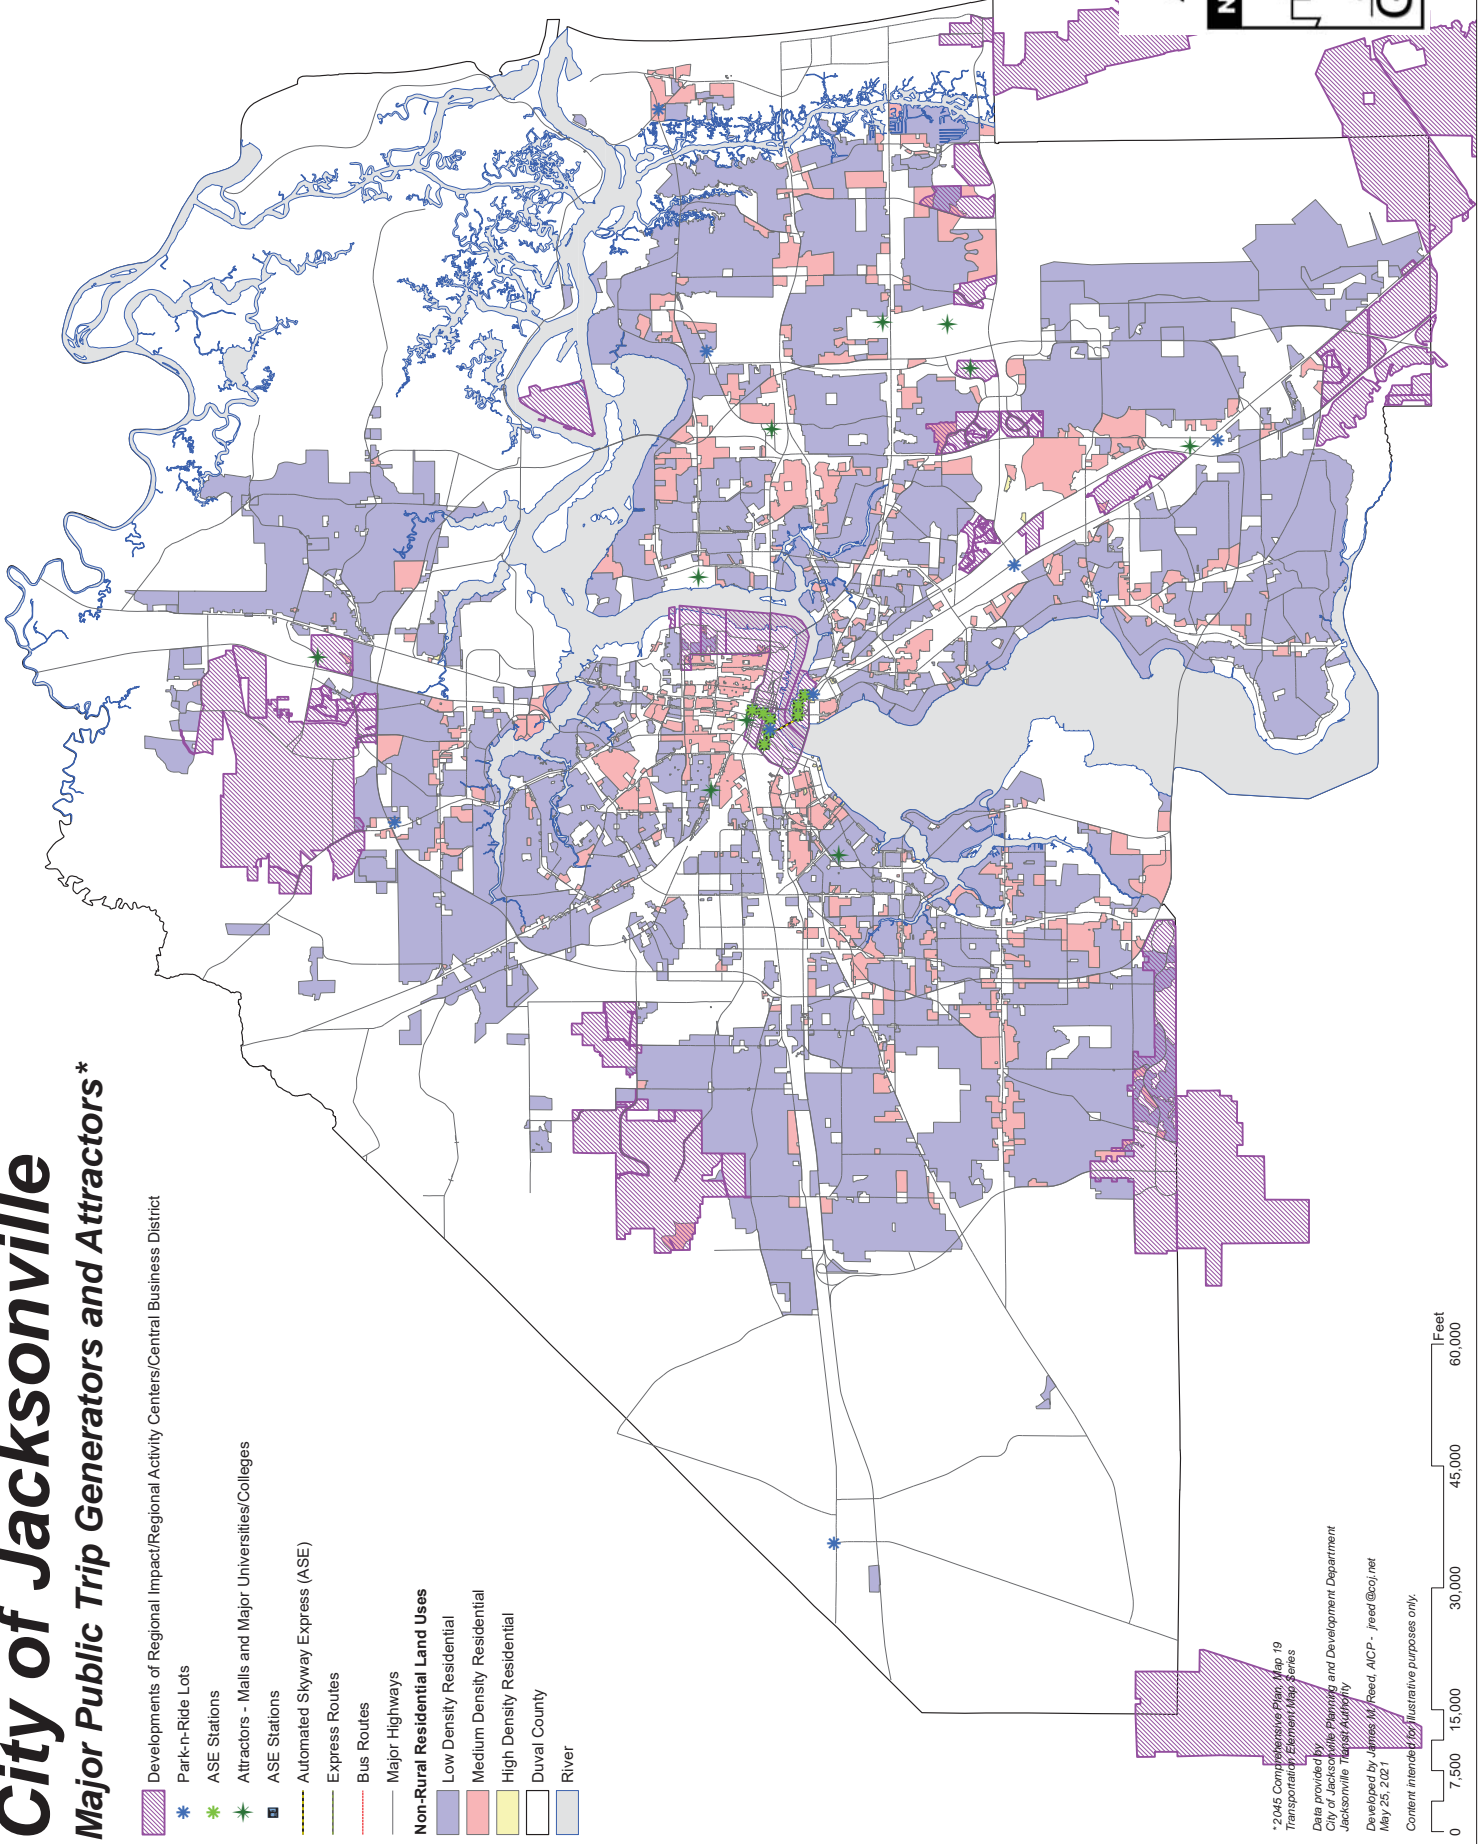 City of Jacksonville
Major Public Trip Generators and Attractors*
Developments of Regional Impact/Regional Activity Centers/Central Business District
Park-n-Ride Lots
ASE Stations
Attractors - Malls and Major Universities/Colleges
ASE Stations
Automated Skyway Express (ASE)
Express Routes
Bus Routes
Major Highways
Non-Rural Residential Land Uses
Low Density Residential
Medium Density Residential
High Density Residential
Duval County
River
*2045 Comprehensive Plan, Map 19
Transportation Element Map Series
Data provided by
City of Jacksonville Planning and Development Department
Jacksonville Transit Authority
Developed by James M. Reed, AICP - jreed@coj.net
May 25, 2021
Content intended for illustrative purposes only.
0 7,500 15,000 30,000 45,000 60,000
Feet
N